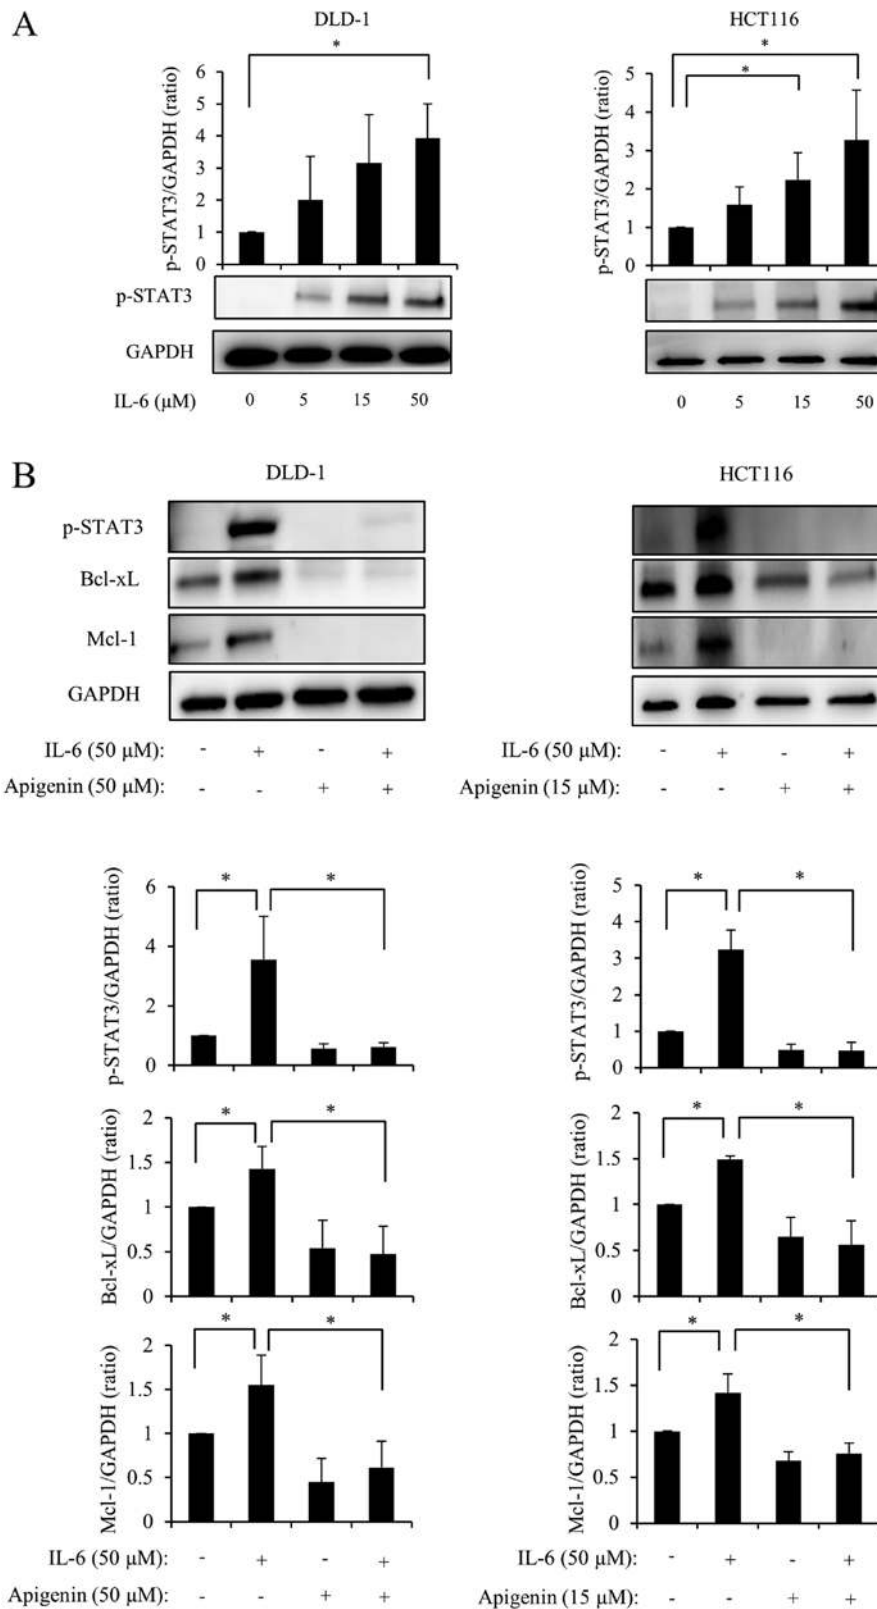 A
DLD-1
HCT116
*
*
*
p-STAT3/GAPDH (ratio)
6
5
4
3
2
1
0
p-STAT3/GAPDH (ratio)
5
4
3
2
1
0
p-STAT3
GAPDH
IL-6 (μM)
0 5 15 50
0 5 15 50
B
DLD-1
HCT116
p-STAT3
Bcl-xL
Mcl-1
GAPDH
IL-6 (50 μM): - + - +
Apigenin (50 μM): - - + +
IL-6 (50 μM): - + - +
Apigenin (15 μM): - - + +
p-STAT3/GAPDH (ratio)
6
4
2
0
* *
p-STAT3/GAPDH (ratio)
5
4
3
2
1
0
* *
Bcl-xL/GAPDH (ratio)
2
1.5
1
0.5
0
* *
Bcl-xL/GAPDH (ratio)
2
1.5
1
0.5
0
* *
Mcl-1/GAPDH (ratio)
2
1.5
1
0.5
0
* *
Mcl-1/GAPDH (ratio)
2
1.5
1
0.5
0
* *
IL-6 (50 μM): - + - +
Apigenin (50 μM): - - + +
IL-6 (50 μM): - + - +
Apigenin (15 μM): - - + +